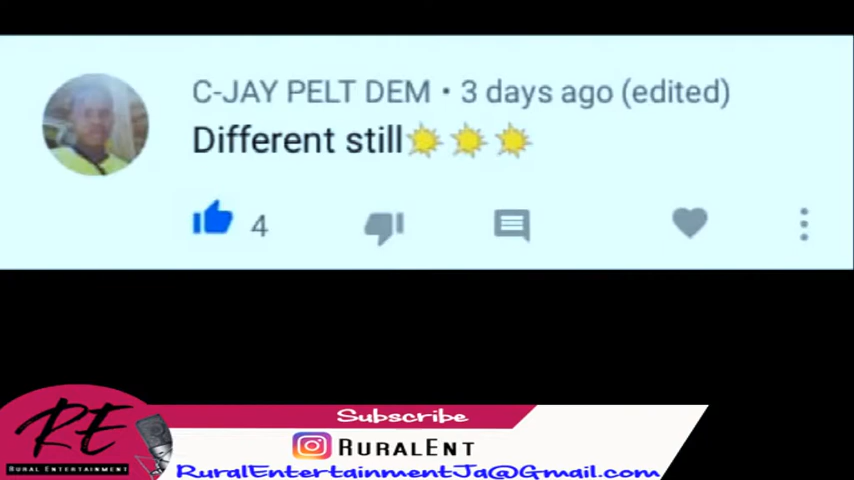 C-JAY PELT DEM • 3 days ago (edited)
Different still
4
Subscribe
RE
RURAL ENTERTAINMENT
RURALENT
RuralEntertainmentJa@Gmail.com